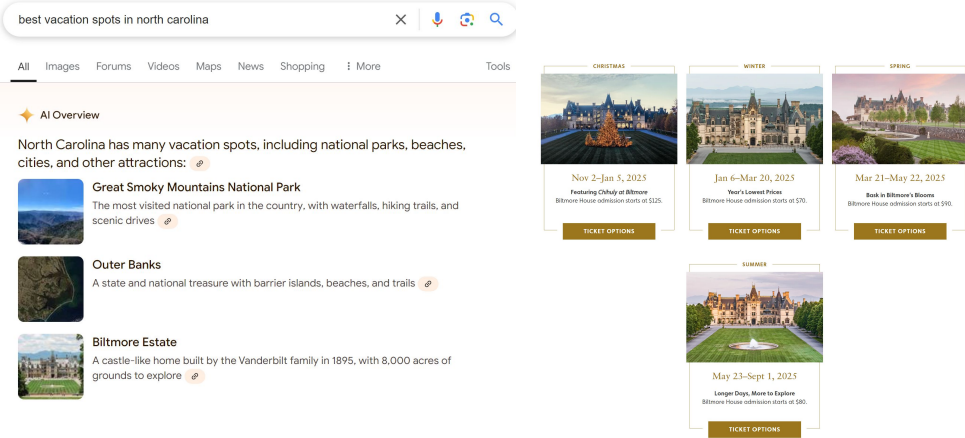 best vacation spots in north carolina
All Images Forums Videos Maps News Shopping More Tools
AI Overview
North Carolina has many vacation spots, including national parks, beaches,
cities, and other attractions:
Great Smoky Mountains National Park
The most visited national park in the country, with waterfalls, hiking trails, and
scenic drives
Outer Banks
A state and national treasure with barrier islands, beaches, and trails
Biltmore Estate
A castle-like home built by the Vanderbilt family in 1895, with 8,000 acres of
grounds to explore
CHRISTMAS
Nov 2–Jan 5, 2025
Featuring Chihuly at Biltmore
Biltmore House admission starts at $125.
TICKET OPTIONS
WINTER
Jan 6–Mar 20, 2025
Year's Lowest Prices
Biltmore House admission starts at $70.
TICKET OPTIONS
SPRING
Mar 21–May 22, 2025
Bask in Biltmore's Blooms
Biltmore House admission starts at $90.
TICKET OPTIONS
SUMMER
May 23–Sept 1, 2025
Longer Days, More to Explore
Biltmore House admission starts at $80.
TICKET OPTIONS